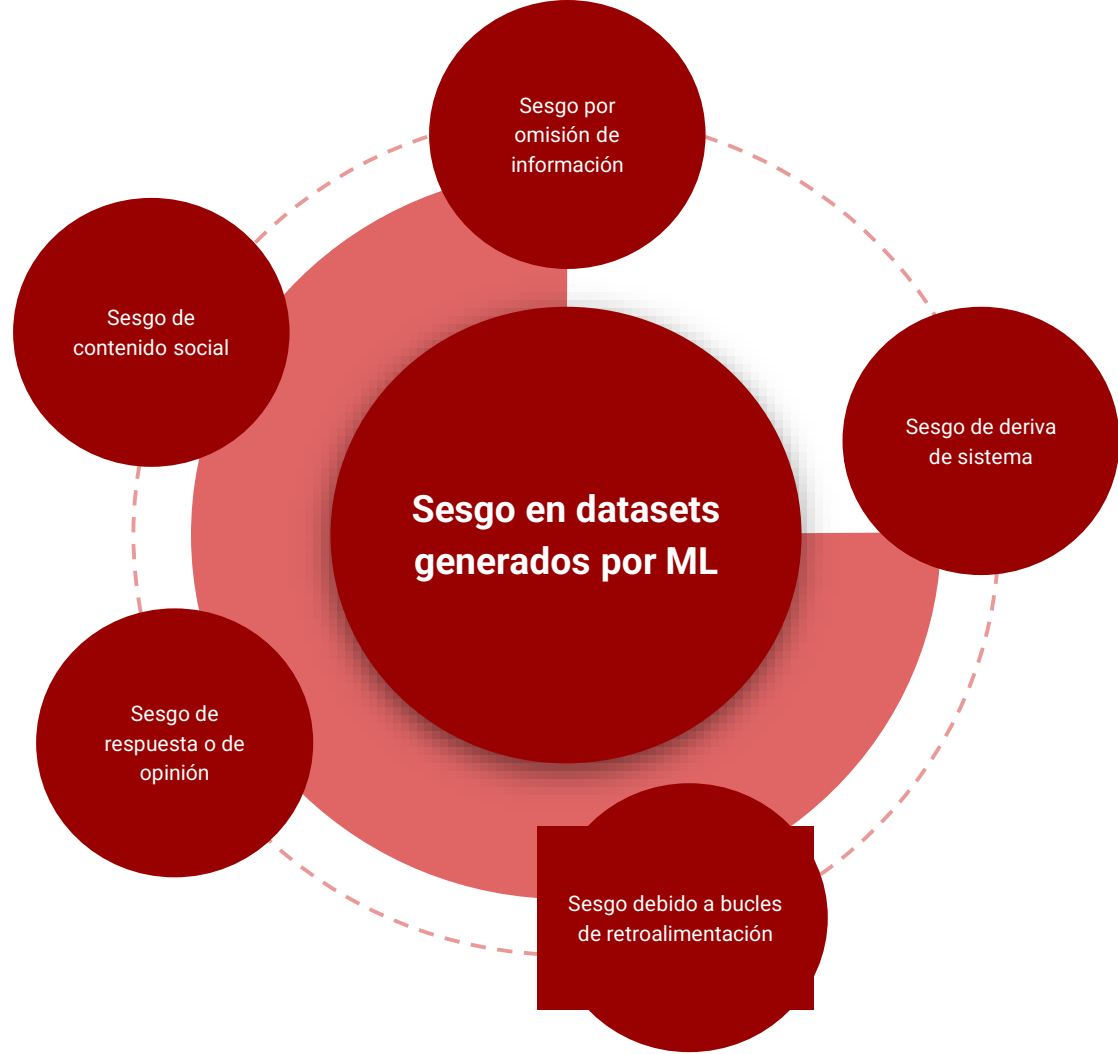 Sesgo por
omisión de
información
Sesgo de
contenido social
Sesgo de deriva
de sistema
Sesgo en datasets
generados por ML
Sesgo de
respuesta o de
opinión
Sesgo debido a bucles
de retroalimentación